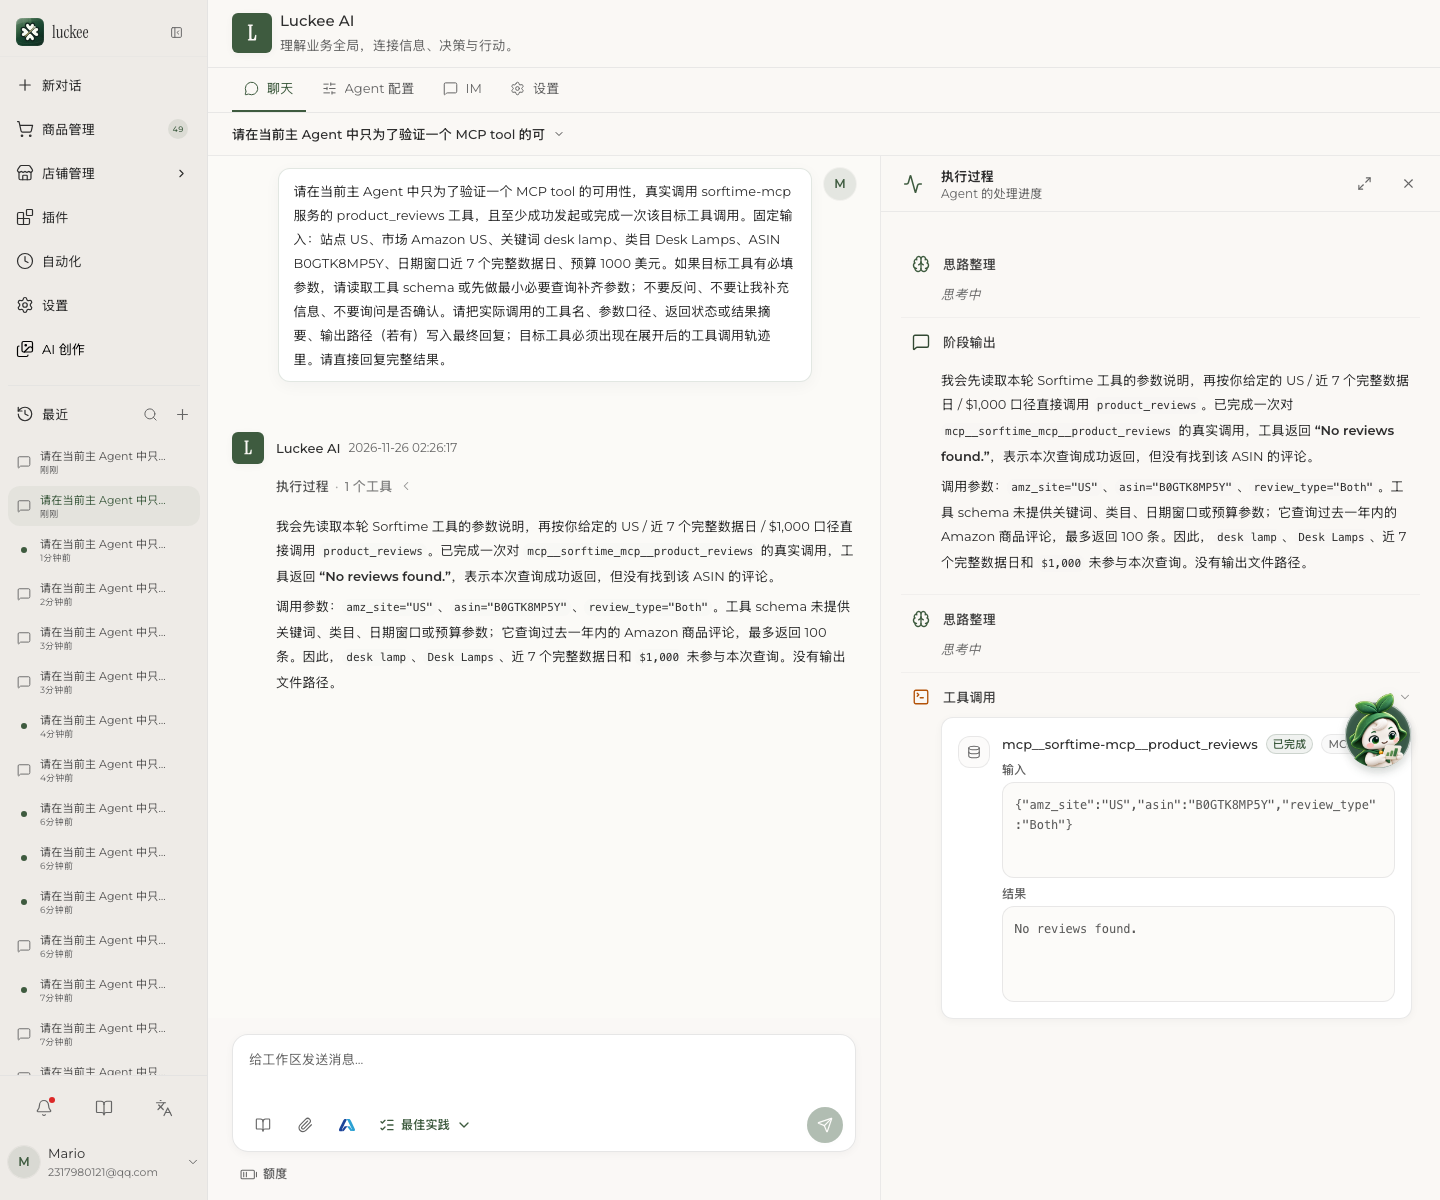 luckee
新对话
商品管理
49
店铺管理
插件
自动化
设置
AI 创作
最近
请在当前主 Agent 中只...
刚刚
请在当前主 Agent 中只...
刚刚
请在当前主 Agent 中只...
1分钟前
请在当前主 Agent 中只...
2分钟前
请在当前主 Agent 中只...
3分钟前
请在当前主 Agent 中只...
3分钟前
请在当前主 Agent 中只...
4分钟前
请在当前主 Agent 中只...
4分钟前
请在当前主 Agent 中只...
6分钟前
请在当前主 Agent 中只...
6分钟前
请在当前主 Agent 中只...
6分钟前
请在当前主 Agent 中只...
6分钟前
请在当前主 Agent 中只...
7分钟前
请在当前主 Agent 中只...
7分钟前
请在当前主 Agent 中只
M
Mario
2317980121@qq.com
L
Luckee AI
理解业务全局，连接信息、决策与行动。
聊天
Agent 配置
IM
设置
请在当前主 Agent 中只为了验证一个 MCP tool 的可
请在当前主 Agent 中只为了验证一个 MCP tool 的可用性，真实调用 sorftime-mcp
服务的 product_reviews 工具，且至少成功发起或完成一次该目标工具调用。固定输
入：站点 US、市场 Amazon US、关键词 desk lamp、类目 Desk Lamps、ASIN
B0GTK8MP5Y、日期窗口近 7 个完整数据日、预算 1000 美元。如果目标工具有必填
参数，请读取工具 schema 或先做最小必要查询补齐参数；不要反问、不要让我补充
信息、不要询问是否确认。请把实际调用的工具名、参数口径、返回状态或结果摘
要、输出路径（若有）写入最终回复；目标工具必须出现在展开后的工具调用轨迹
里。请直接回复完整结果。
M
L
Luckee AI 2026-11-26 02:26:17
执行过程 · 1 个工具
我会先读取本轮 Sorftime 工具的参数说明，再按你给定的 US / 近 7 个完整数据日 / $1,000 口径直
接调用 product_reviews 。已完成一次对 mcp__sorftime_mcp__product_reviews 的真实调用，工
具返回 “No reviews found.”，表示本次查询成功返回，但没有找到该 ASIN 的评论。
调用参数： amz_site="US" 、 asin="B0GTK8MP5Y" 、 review_type="Both" 。工具 schema 未提供
关键词、类目、日期窗口或预算参数；它查询过去一年内的 Amazon 商品评论，最多返回 100
条。因此， desk lamp 、 Desk Lamps 、近 7 个完整数据日和 $1,000 未参与本次查询。没有输出
文件路径。
给工作区发送消息...
最佳实践
额度
执行过程
Agent 的处理进度
思路整理
思考中
阶段输出
我会先读取本轮 Sorftime 工具的参数说明，再按你给定的 US / 近 7 个完整数据
日 / $1,000 口径直接调用 product_reviews 。已完成一次对
mcp__sorftime_mcp__product_reviews 的真实调用，工具返回 “No reviews
found.”，表示本次查询成功返回，但没有找到该 ASIN 的评论。
调用参数： amz_site="US" 、 asin="B0GTK8MP5Y" 、 review_type="Both" 。工
具 schema 未提供关键词、类目、日期窗口或预算参数；它查询过去一年内的
Amazon 商品评论，最多返回 100 条。因此， desk lamp 、 Desk Lamps 、近 7
个完整数据日和 $1,000 未参与本次查询。没有输出文件路径。
思路整理
思考中
工具调用
mcp__sorftime-mcp__product_reviews 已完成 MC
输入
{"amz_site":"US","asin":"B0GTK8MP5Y","review_type"
:"Both"}
结果
No reviews found.